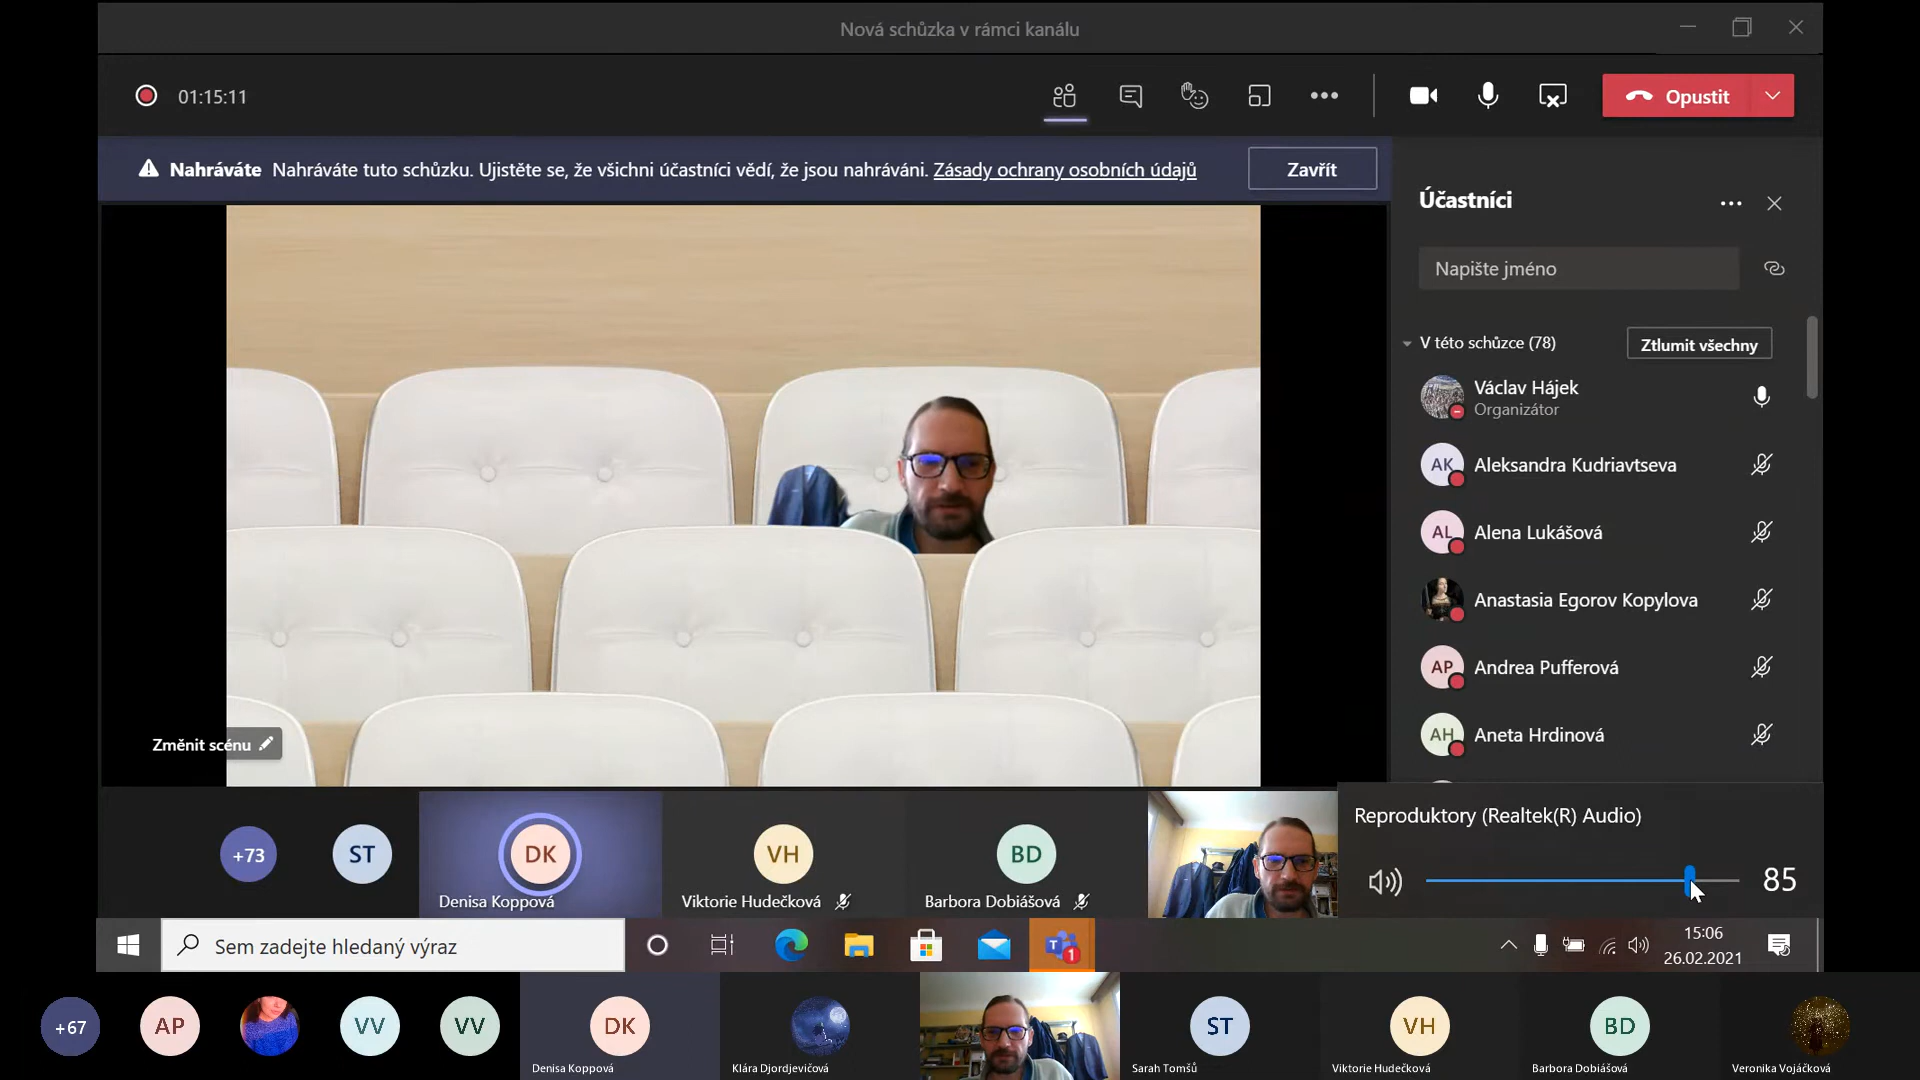 Nová schůzka v rámci kanálu
01:15:11
Opustit
Nahráváte Nahráváte tuto schůzku. Ujistěte se, že všichni účastníci vědí, že jsou nahráváni. Zásady ochrany osobních údajů
Zavřít
Účastníci
Napište jméno
V této schůzce (78)
Ztlumit všechny
Václav Hájek
Organizátor
AK
Aleksandra Kudriavtseva
AL
Alena Lukášová
Anastasia Egorov Kopylova
AP
Andrea Pufferová
AH
Aneta Hrdinová
Změnit scénu
+73
ST
DK
Denisa Koppová
VH
Viktorie Hudečková
BD
Barbora Dobiášová
Reproduktory (Realtek(R) Audio)
85
Sem zadejte hledaný výraz
T
1
15:06
26.02.2021
+67
AP
VV
VV
DK
Denisa Koppová
Klára Djordjevičová
ST
Sarah Tomšů
VH
Viktorie Hudečková
BD
Barbora Dobiášová
Veronika Vojáčková